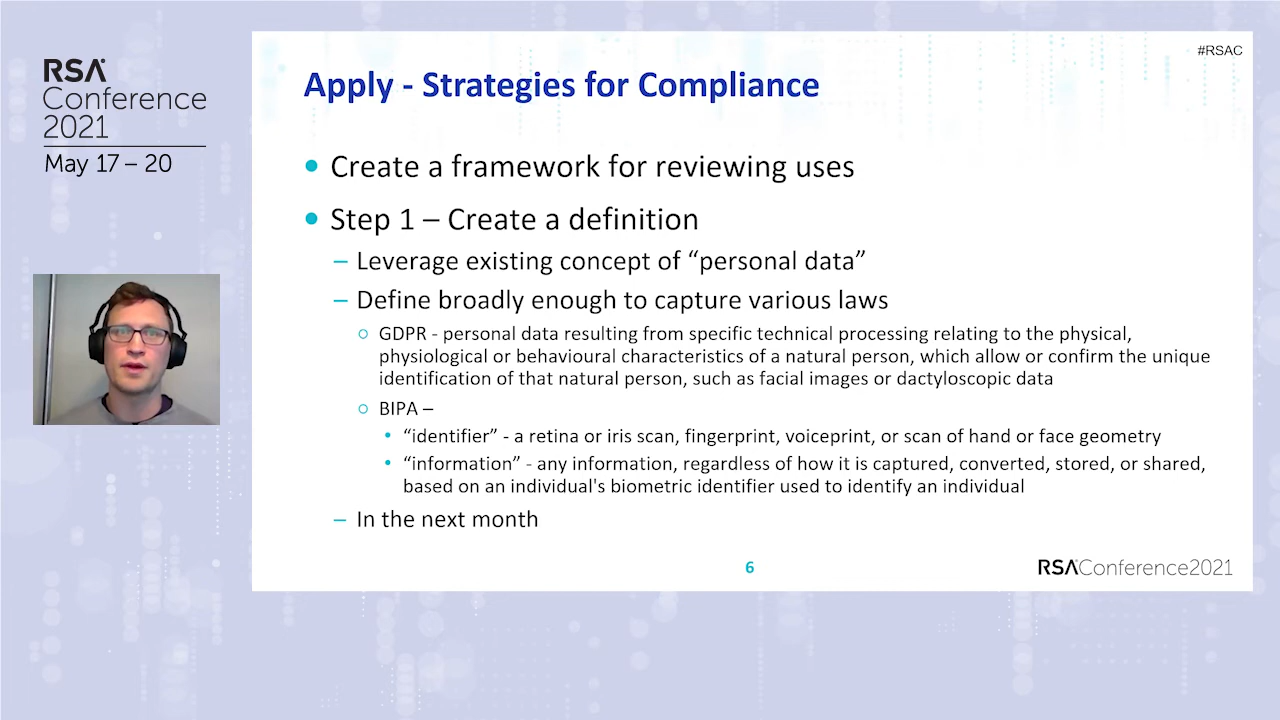 RSA
Conference
2021
May 17 – 20
#RSAC
Apply - Strategies for Compliance
• Create a framework for reviewing uses
• Step 1 – Create a definition
– Leverage existing concept of “personal data”
– Define broadly enough to capture various laws
○ GDPR - personal data resulting from specific technical processing relating to the physical,
physiological or behavioural characteristics of a natural person, which allow or confirm the unique
identification of that natural person, such as facial images or dactyloscopic data
○ BIPA –
• “identifier” - a retina or iris scan, fingerprint, voiceprint, or scan of hand or face geometry
• “information” - any information, regardless of how it is captured, converted, stored, or shared,
based on an individual's biometric identifier used to identify an individual
– In the next month
6
RSAConference2021